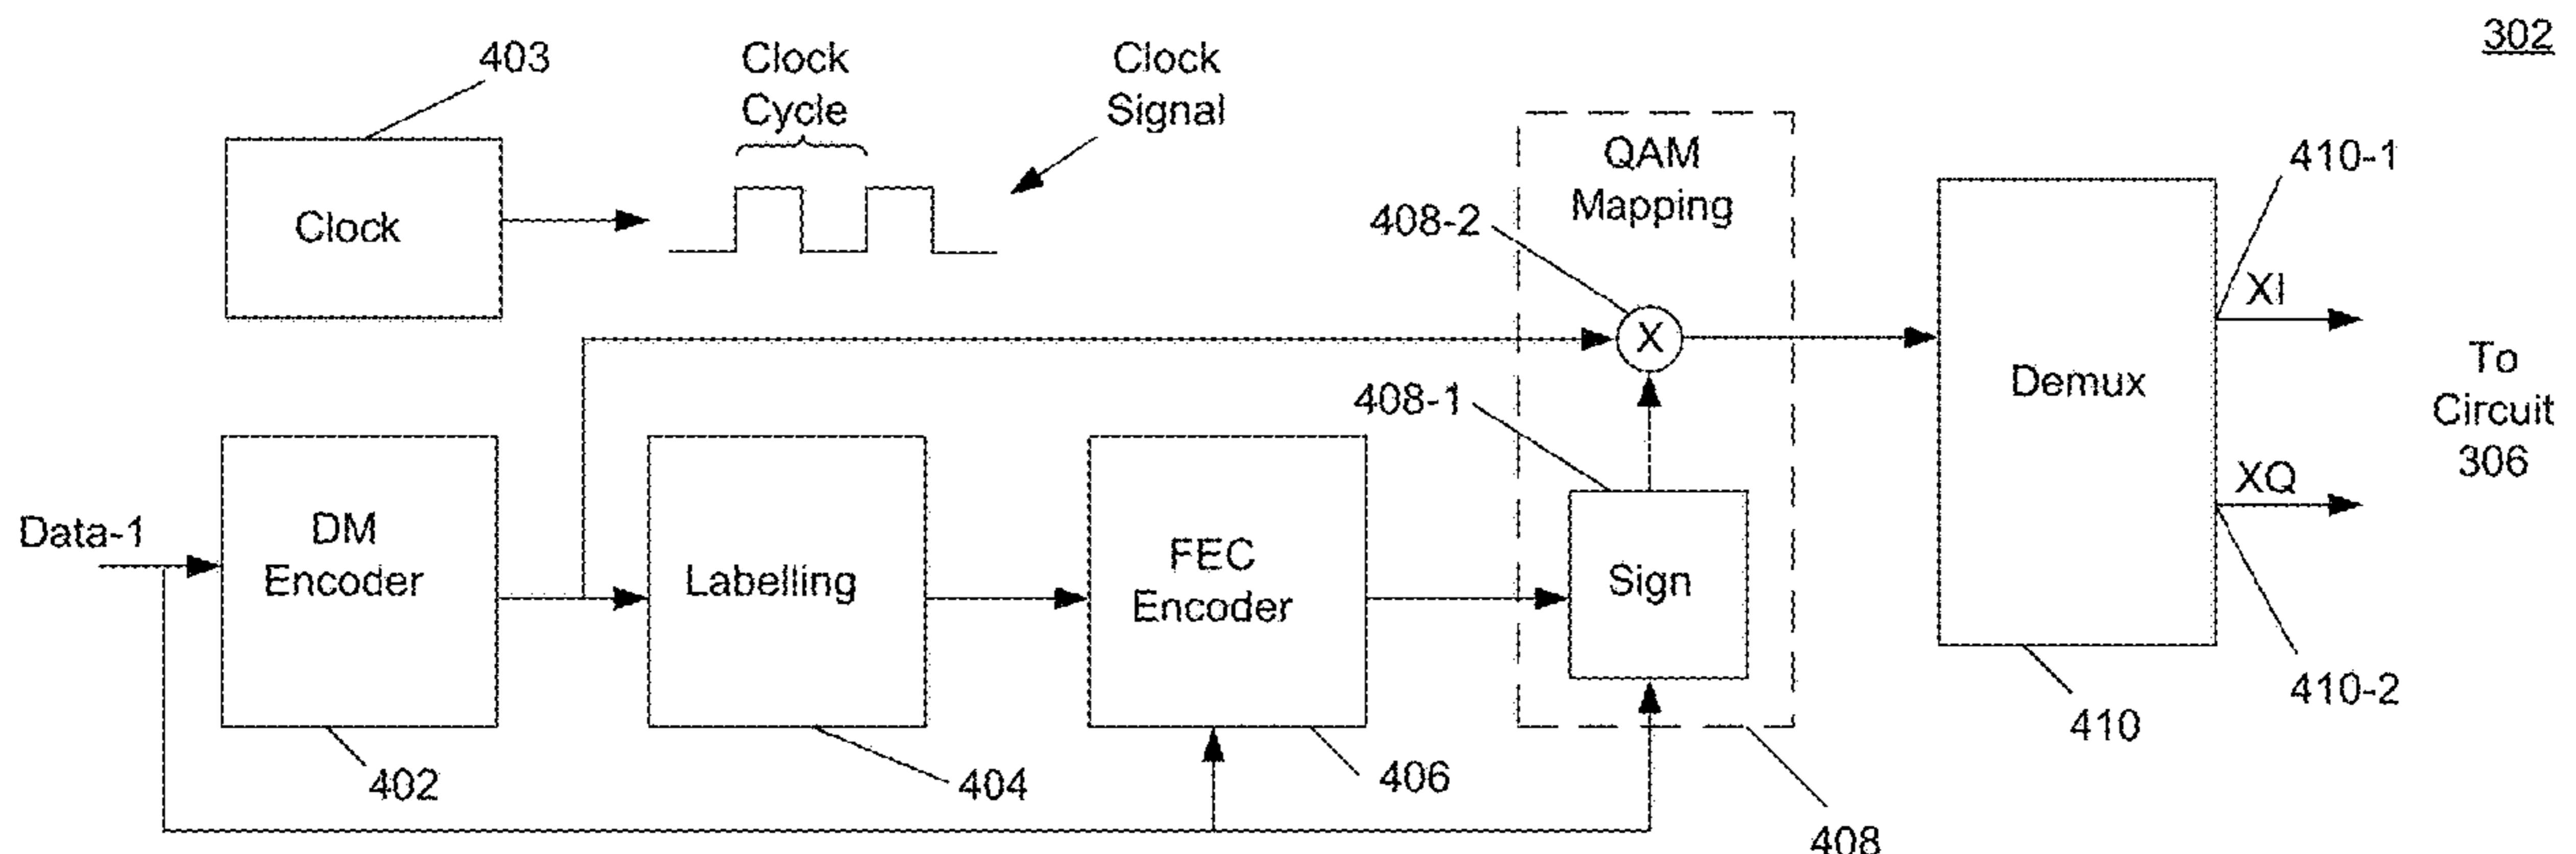 302
403
Clock
Cycle
Clock
Signal
Clock
QAM
Mapping
408-2
X
410-1
XI
Demux
To
Circuit
306
XQ
408-1
Data-1
DM
Encoder
Labelling
FEC
Encoder
Sign
402
404
406
408
410
410-2